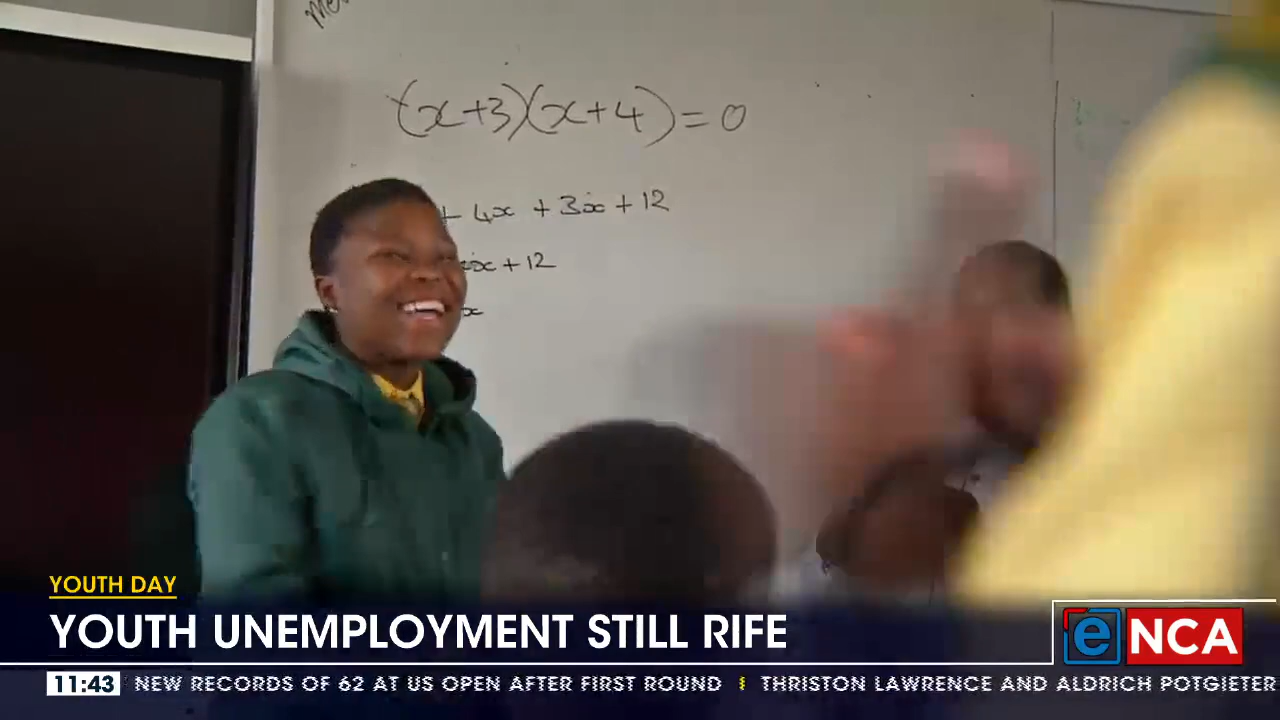 (x+3)(x+4)=0
+ 4x + 3x + 12
x + 12
x
YOUTH DAY
YOUTH UNEMPLOYMENT STILL RIFE
eNCA
11:43 NEW RECORDS OF 62 AT US OPEN AFTER FIRST ROUND THRISTON LAWRENCE AND ALDRICH POTGIETER